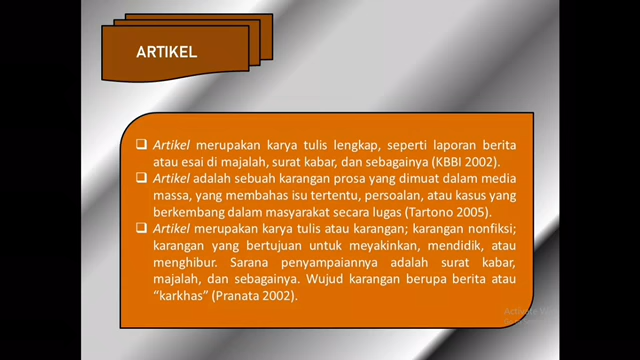 ARTIKEL
❑ Artikel merupakan karya tulis lengkap, seperti laporan berita
atau esai di majalah, surat kabar, dan sebagainya (KBBI 2002).
❑ Artikel adalah sebuah karangan prosa yang dimuat dalam media
massa, yang membahas isu tertentu, persoalan, atau kasus yang
berkembang dalam masyarakat secara lugas (Tartono 2005).
❑ Artikel merupakan karya tulis atau karangan; karangan nonfiksi;
karangan yang bertujuan untuk meyakinkan, mendidik, atau
menghibur. Sarana penyampaiannya adalah surat kabar,
majalah, dan sebagainya. Wujud karangan berupa berita atau
“karkhas” (Pranata 2002).
Activate